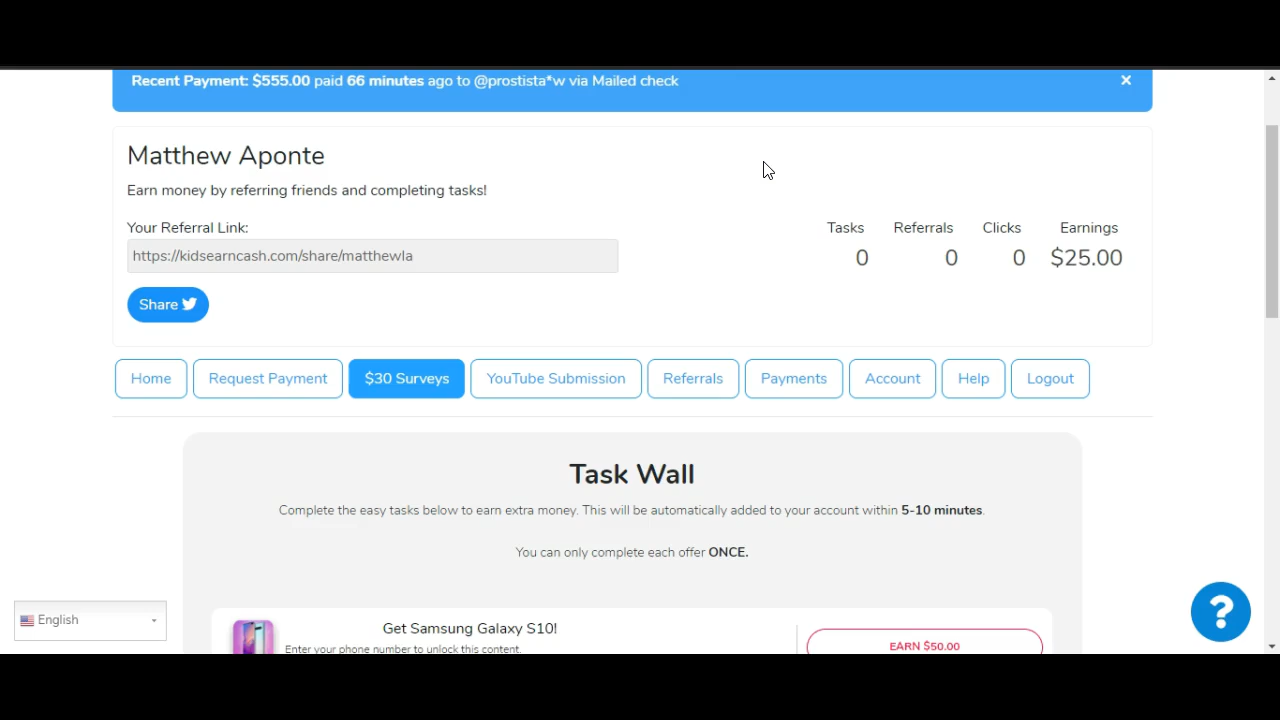 Recent Payment: $555.00 paid 66 minutes ago to @prostista*w via Mailed check ×
Matthew Aponte
Earn money by referring friends and completing tasks!
Your Referral Link:
https://kidsearncash.com/share/matthewla
Share
Tasks Referrals Clicks Earnings
0 0 0 $25.00
Home Request Payment $30 Surveys YouTube Submission Referrals Payments Account Help Logout
Task Wall
Complete the easy tasks below to earn extra money. This will be automatically added to your account within 5-10 minutes.
You can only complete each offer ONCE.
Get Samsung Galaxy S10!
Enter your phone number to unlock this content.
EARN $50.00
English
?